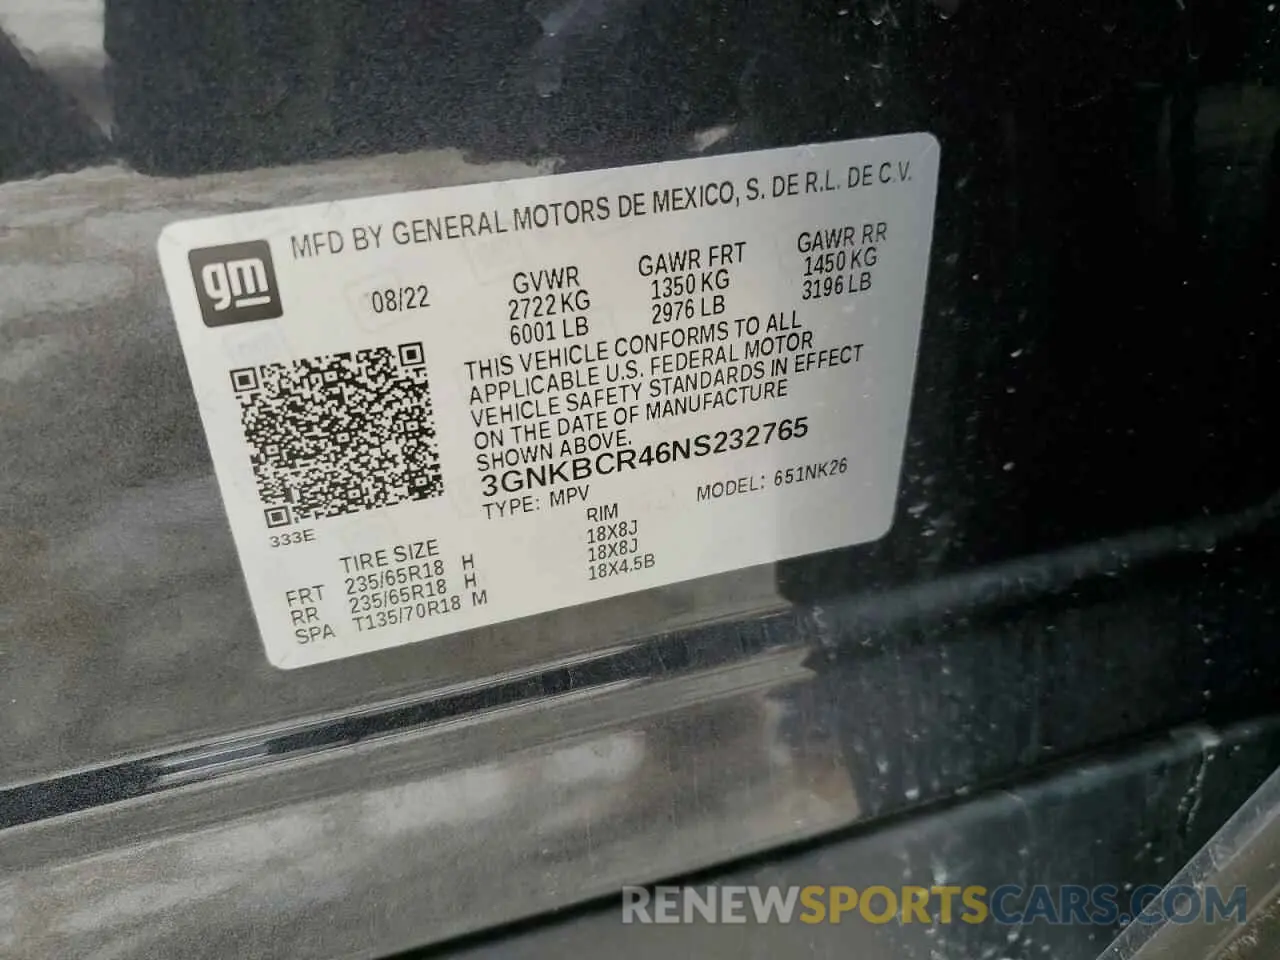 gm
MFD BY GENERAL MOTORS DE MEXICO, S. DE R.L. DE C.V.
08/22
GVWR GAWR FRT GAWR RR
2722 KG 1350 KG 1450 KG
6001 LB 2976 LB 3196 LB
THIS VEHICLE CONFORMS TO ALL
APPLICABLE U.S. FEDERAL MOTOR
VEHICLE SAFETY STANDARDS IN EFFECT
ON THE DATE OF MANUFACTURE
SHOWN ABOVE.
3GNKBCR46NS232765
TYPE: MPV MODEL: 651NK26
333E
TIRE SIZE RIM
FRT 235/65R18 H 18X8J
RR 235/65R18 H 18X8J
SPA T135/70R18 M 18X4.5B
RENEWSPORTSCARS.COM